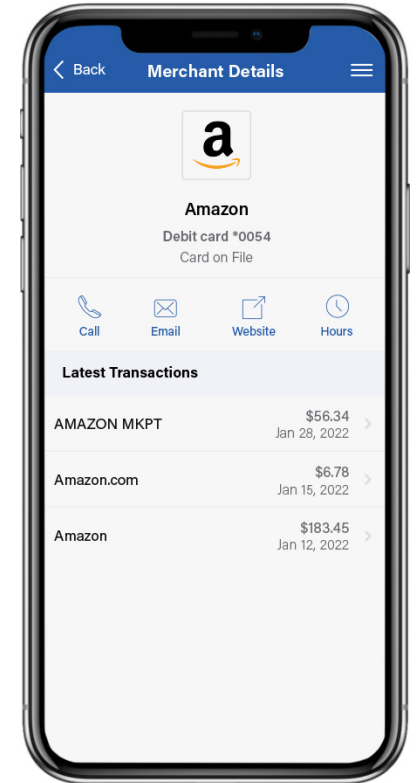 Back
Merchant Details
a
Amazon
Debit card *0054
Card on File
Call
Email
Website
Hours
Latest Transactions
AMAZON MKPT
$56.34
Jan 28, 2022
Amazon.com
$6.78
Jan 15, 2022
Amazon
$183.45
Jan 12, 2022